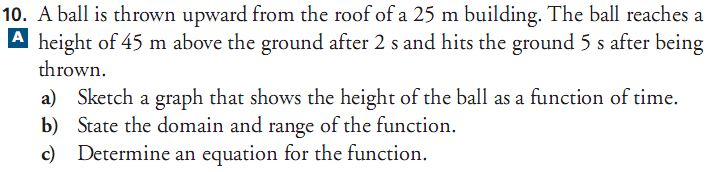 10. A ball is thrown upward from the roof of a 25 m building. The ball reaches a
A height of 45 m above the ground after 2 s and hits the ground 5 s after being
thrown.
a) Sketch a graph that shows the height of the ball as a function of time.
b) State the domain and range of the function.
c) Determine an equation for the function.